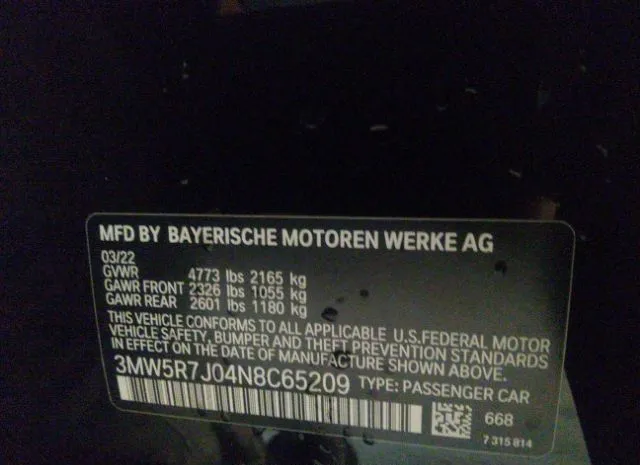 MFD BY BAYERISCHE MOTOREN WERKE AG
03/22
GVWR 4773 lbs 2165 kg
GAWR FRONT 2326 lbs 1055 kg
GAWR REAR 2601 lbs 1180 kg
THIS VEHICLE CONFORMS TO ALL APPLICABLE U.S.FEDERAL MOTOR
VEHICLE SAFETY, BUMPER AND THEFT PREVENTION STANDARDS
IN EFFECT ON THE DATE OF MANUFACTURE SHOWN ABOVE.
3MW5R7J04N8C65209 TYPE: PASSENGER CAR
668
7 315 814